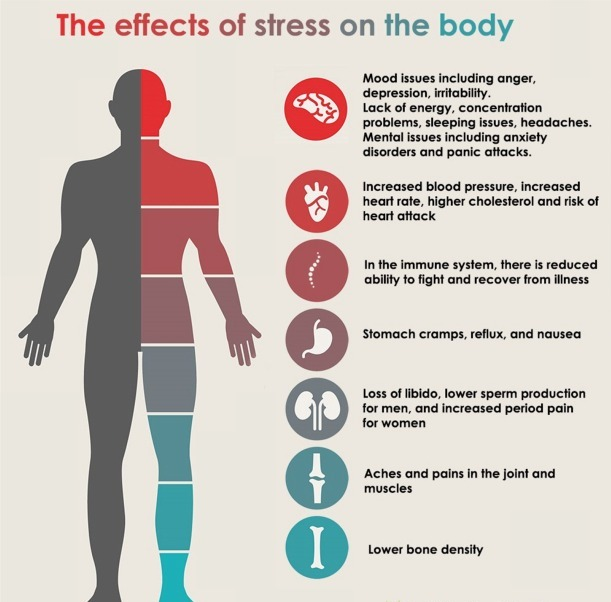 The effects of stress on the body
Mood issues including anger,
depression, irritability.
Lack of energy, concentration
problems, sleeping issues, headaches.
Mental issues including anxiety
disorders and panic attacks.
Increased blood pressure, increased
heart rate, higher cholesterol and risk of
heart attack
In the immune system, there is reduced
ability to fight and recover from illness
Stomach cramps, reflux, and nausea
Loss of libido, lower sperm production
for men, and increased period pain
for women
Aches and pains in the joint and
muscles
Lower bone density